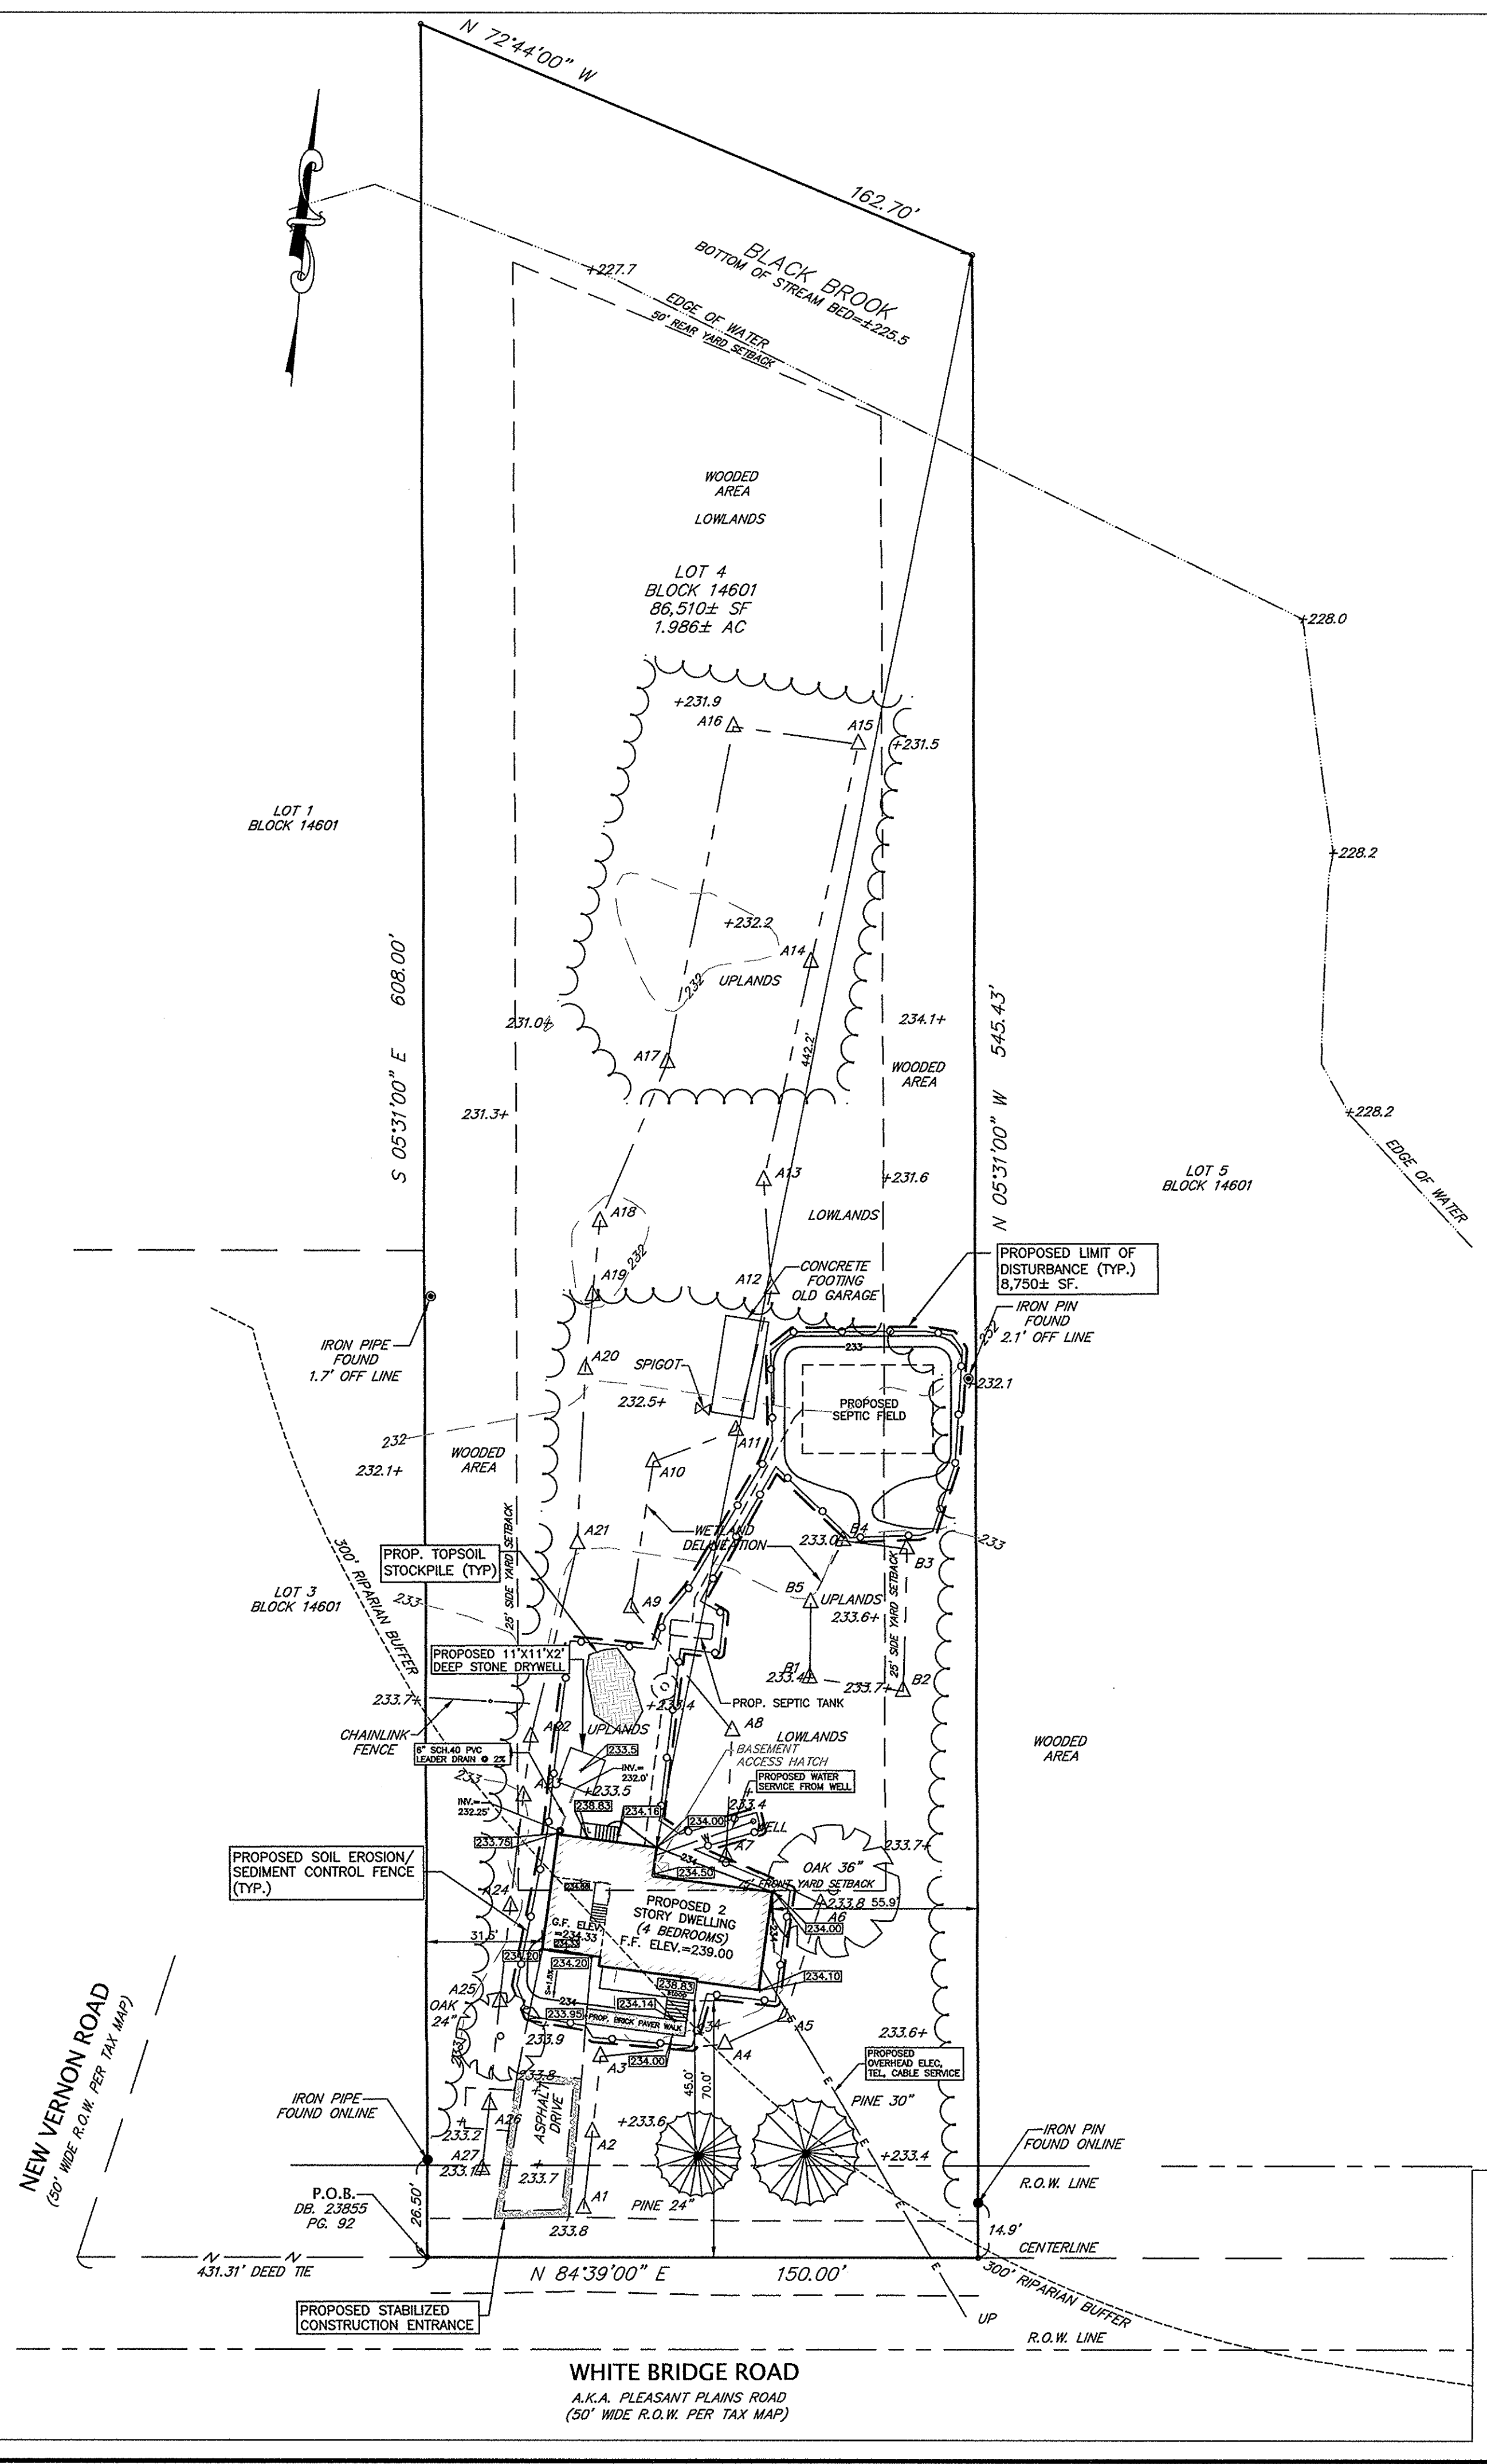 N 72°44'00" W
162.70'
BLACK BROOK
BOTTOM OF STREAM BED=±225.5
+227.7
EDGE OF WATER
50' REAR YARD SETBACK
WOODED
AREA
LOWLANDS
LOT 4
BLOCK 14601
86,510± SF
1.986± AC
+228.0
+231.9
A16
A15
+231.5
LOT 1
BLOCK 14601
+228.2
+232.2
A14
UPLANDS
232
S 05°31'00" E 608.00'
N 05°31'00" W 545.43'
231.0+
234.1+
442.2'
A17
WOODED
AREA
231.3+
+228.2
EDGE OF WATER
A13
+231.6
LOT 5
BLOCK 14601
A18
LOWLANDS
232
PROPOSED LIMIT OF
DISTURBANCE (TYP.)
8,750± SF.
A19
A12
CONCRETE
FOOTING
OLD GARAGE
IRON PIN
FOUND
2.1' OFF LINE
232
IRON PIPE
FOUND
1.7' OFF LINE
233
A20
SPIGOT
232.5+
+232.1
PROPOSED
SEPTIC FIELD
232
A11
WOODED
AREA
232.1+
A10
25' SIDE YARD SETBACK
300' RIPARIAN BUFFER
A21
WETLAND
DELINEATION
233.0
B4
B3
233
PROP. TOPSOIL
STOCKPILE (TYP)
LOT 3
BLOCK 14601
233
A9
B5
UPLANDS
233.6+
25' SIDE YARD SETBACK
PROPOSED 11'X11'X2'
DEEP STONE DRYWELL
B1
233.4
233.7+
B2
233.7+
+233.4
PROP. SEPTIC TANK
CHAINLINK
FENCE
A22
UPLANDS
A8
LOWLANDS
WOODED
AREA
6" SCH.40 PVC
LEADER DRAIN @ 2%
233.5
BASEMENT
ACCESS HATCH
233
A23
INV.=
232.0'
+233.5
PROPOSED WATER
SERVICE FROM WELL
INV.=
232.25'
238.83
234.16
234.00
233.4
WELL
W
233.75
A7
234
234.50
233.7+
OAK 36"
PROPOSED SOIL EROSION/
SEDIMENT CONTROL FENCE
(TYP.)
75' FRONT YARD SETBACK
A24
PROPOSED 2
STORY DWELLING
(4 BEDROOMS)
F.F. ELEV.=239.00
G.F. ELEV.
=234.33
233.8
55.9'
A6
234.00
31.5'
234
234.20
234.20
234.10
S=1.5%
238.83
A25
OAK
24"
234
234.14
233.95
PROP. BRICK PAVER WALK
234
A5
233.9
A3
234.00
A4
233.6+
233.8
PROPOSED
OVERHEAD ELEC,
TEL, CABLE SERVICE
45.0'
70.0'
E
PINE 30"
NEW VERNON ROAD
(50' WIDE R.O.W. PER TAX MAP)
IRON PIPE
FOUND ONLINE
ASPHALT
DRIVE
A26
+
233.2
A2
+233.6
E
IRON PIN
FOUND ONLINE
A27
233.1
233.7
+233.4
R.O.W. LINE
P.O.B.
DB. 23855
PG. 92
26.50'
A1
PINE 24"
E
233.8
14.9'
CENTERLINE
431.31' DEED TIE
N 84°39'00" E 150.00'
E
300' RIPARIAN BUFFER
PROPOSED STABILIZED
CONSTRUCTION ENTRANCE
UP
R.O.W. LINE
WHITE BRIDGE ROAD
A.K.A. PLEASANT PLAINS ROAD
(50' WIDE R.O.W. PER TAX MAP)